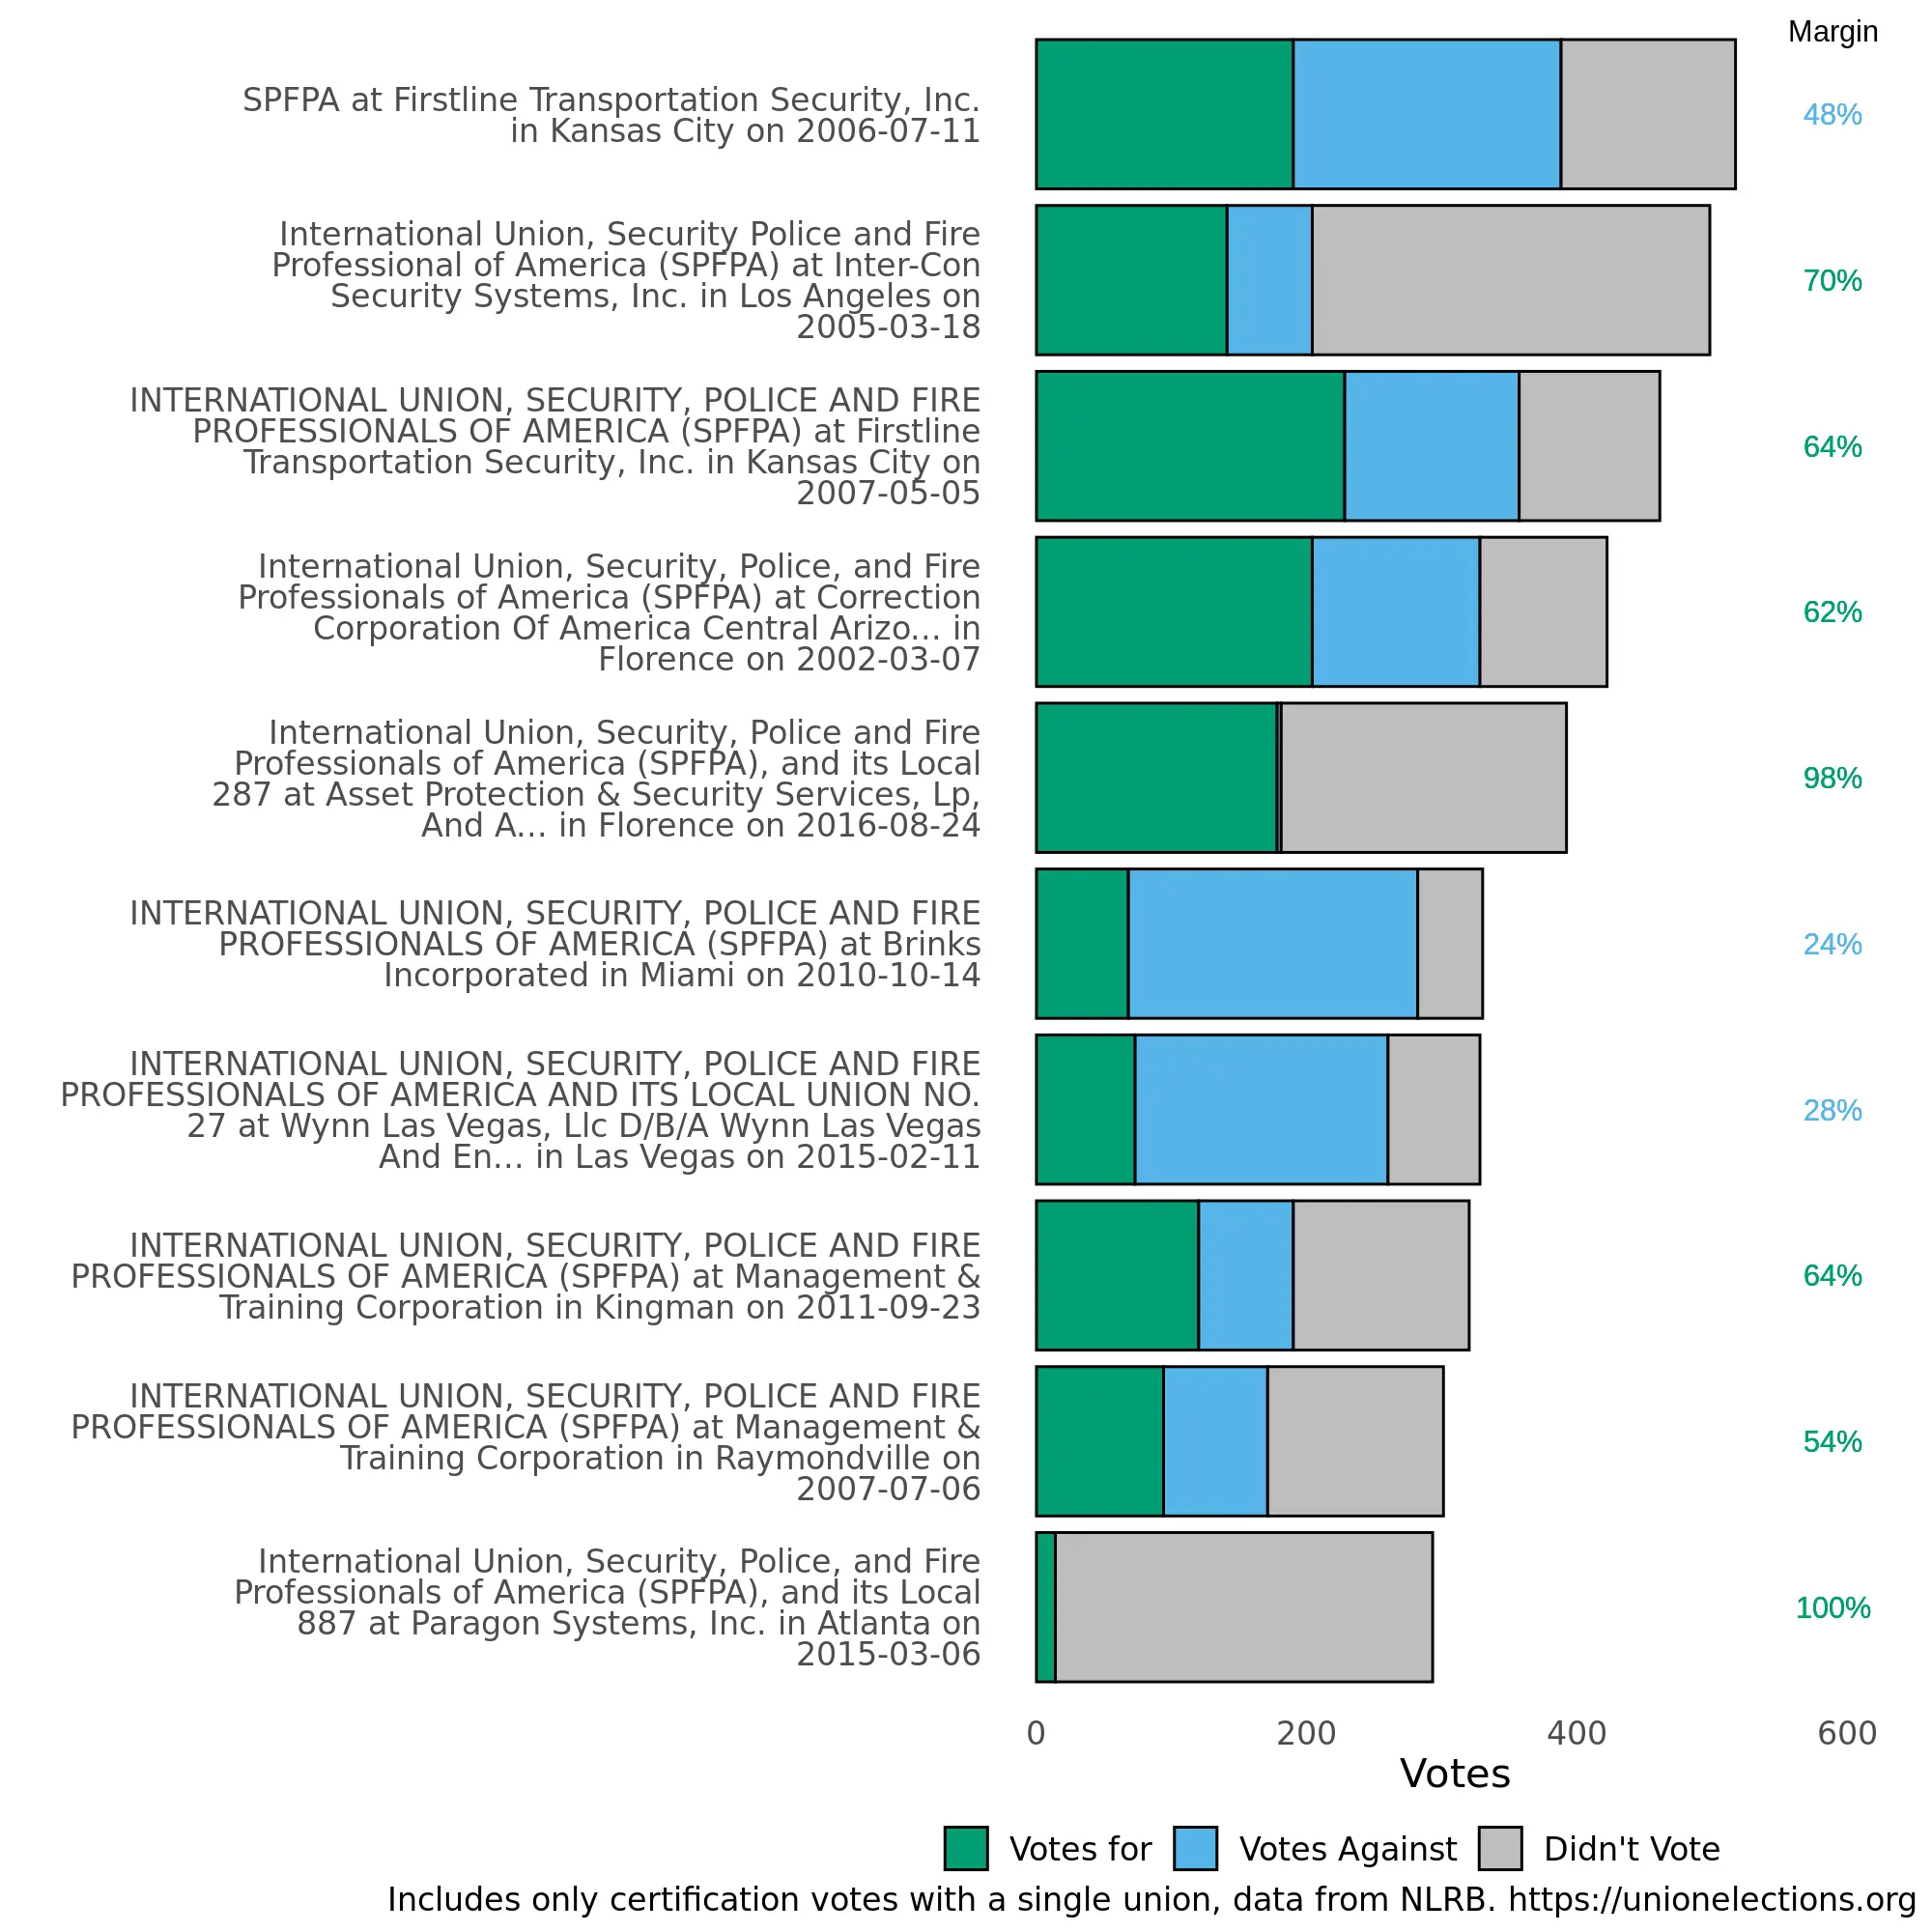 Margin
SPFPA at Firstline Transportation Security, Inc.
in Kansas City on 2006-07-11
48%
International Union, Security Police and Fire
Professional of America (SPFPA) at Inter-Con
Security Systems, Inc. in Los Angeles on
2005-03-18
70%
INTERNATIONAL UNION, SECURITY, POLICE AND FIRE
PROFESSIONALS OF AMERICA (SPFPA) at Firstline
Transportation Security, Inc. in Kansas City on
2007-05-05
64%
International Union, Security, Police, and Fire
Professionals of America (SPFPA) at Correction
Corporation Of America Central Arizo... in
Florence on 2002-03-07
62%
International Union, Security, Police and Fire
Professionals of America (SPFPA), and its Local
287 at Asset Protection & Security Services, Lp,
And A... in Florence on 2016-08-24
98%
INTERNATIONAL UNION, SECURITY, POLICE AND FIRE
PROFESSIONALS OF AMERICA (SPFPA) at Brinks
Incorporated in Miami on 2010-10-14
24%
INTERNATIONAL UNION, SECURITY, POLICE AND FIRE
PROFESSIONALS OF AMERICA AND ITS LOCAL UNION NO.
27 at Wynn Las Vegas, Llc D/B/A Wynn Las Vegas
And En... in Las Vegas on 2015-02-11
28%
INTERNATIONAL UNION, SECURITY, POLICE AND FIRE
PROFESSIONALS OF AMERICA (SPFPA) at Management &
Training Corporation in Kingman on 2011-09-23
64%
INTERNATIONAL UNION, SECURITY, POLICE AND FIRE
PROFESSIONALS OF AMERICA (SPFPA) at Management &
Training Corporation in Raymondville on
2007-07-06
54%
International Union, Security, Police, and Fire
Professionals of America (SPFPA), and its Local
887 at Paragon Systems, Inc. in Atlanta on
2015-03-06
100%
0 200 400 600
Votes
Votes for Votes Against Didn't Vote
Includes only certification votes with a single union, data from NLRB. https://unionelections.org